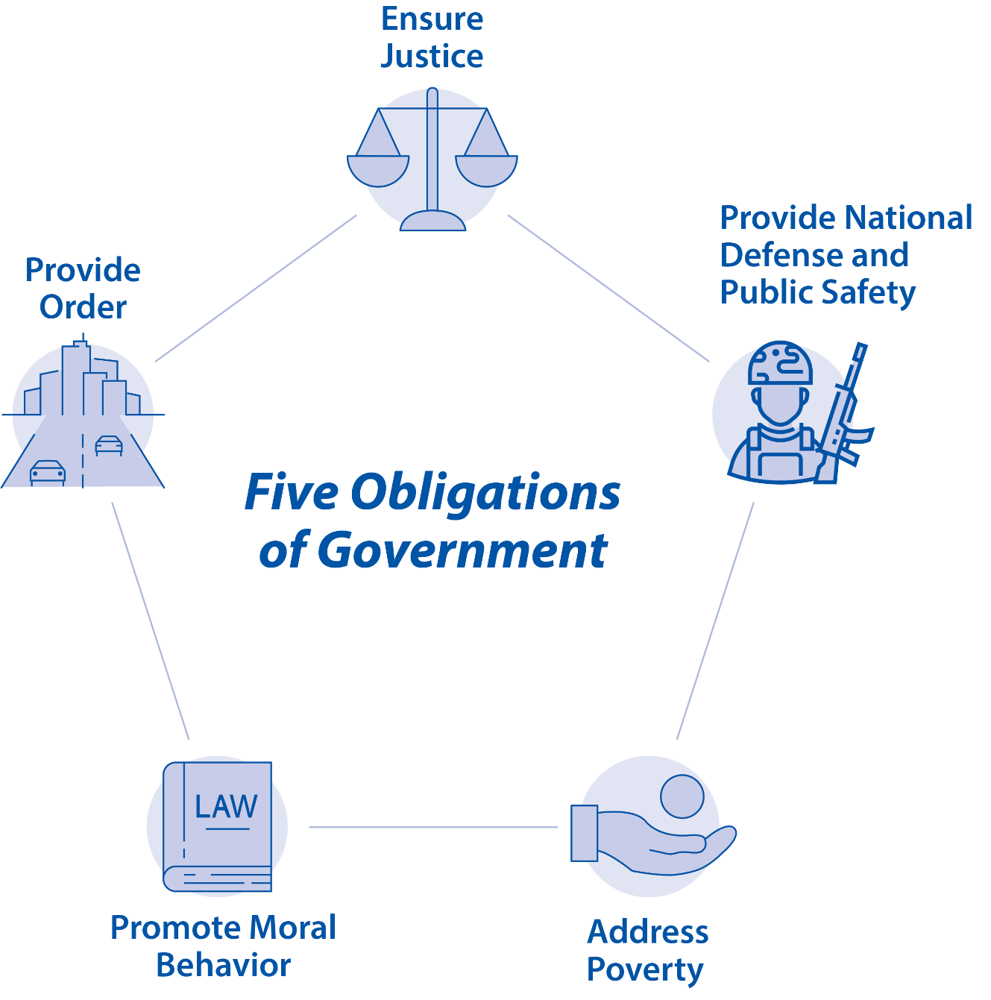 Ensure
Justice
Provide National
Defense and
Public Safety
Provide
Order
Five Obligations
of Government
LAW
Promote Moral
Behavior
Address
Poverty